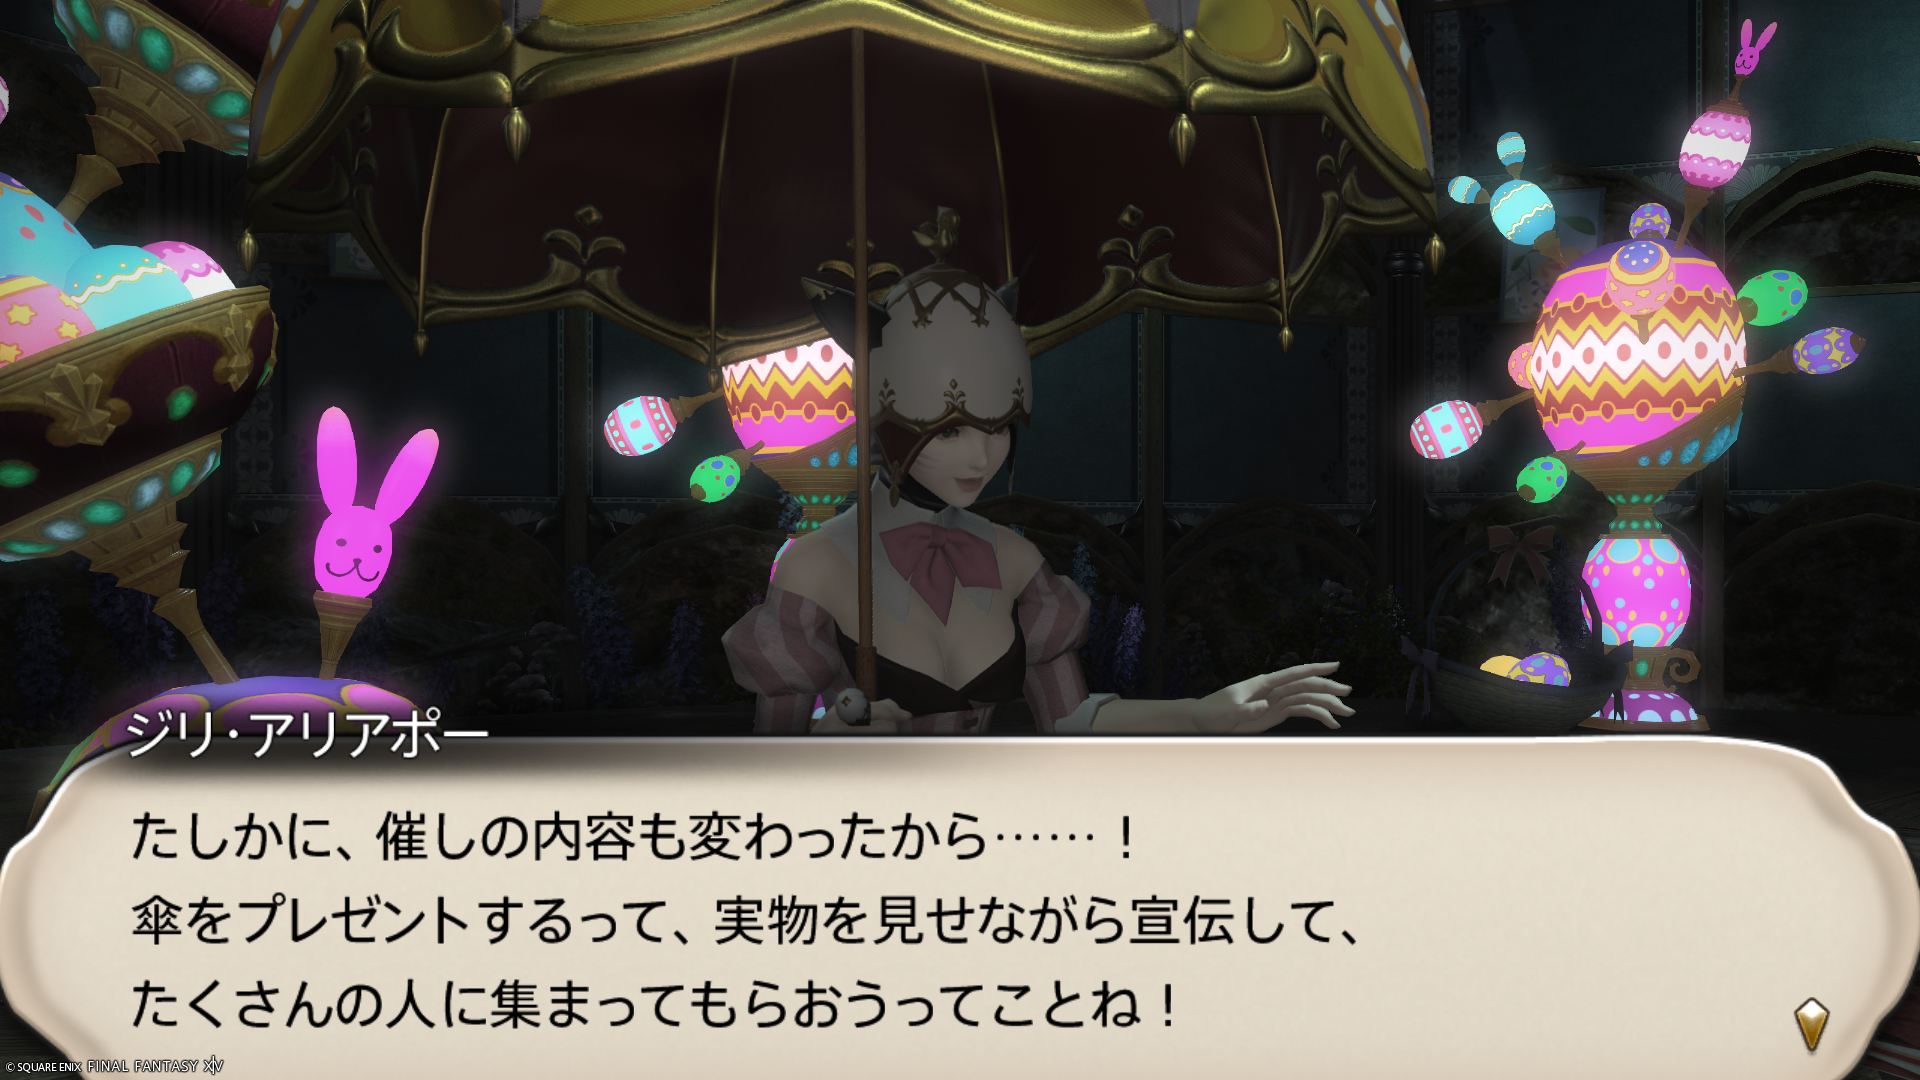 ジリ・アリアポー
たしかに、催しの内容も変わったから……！
傘をプレゼントするって、実物を見せながら宣伝して、
たくさんの人に集まってもらおうってことね！
© SQUARE ENIX FINAL FANTASY XIV